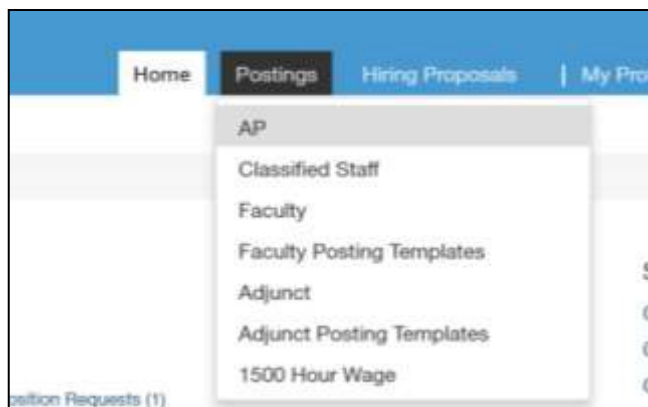 Home Postings Hiring Proposals | My Pro
AP
Classified Staff
Faculty
Faculty Posting Templates
Adjunct
Adjunct Posting Templates
1500 Hour Wage
osition Requests (1)